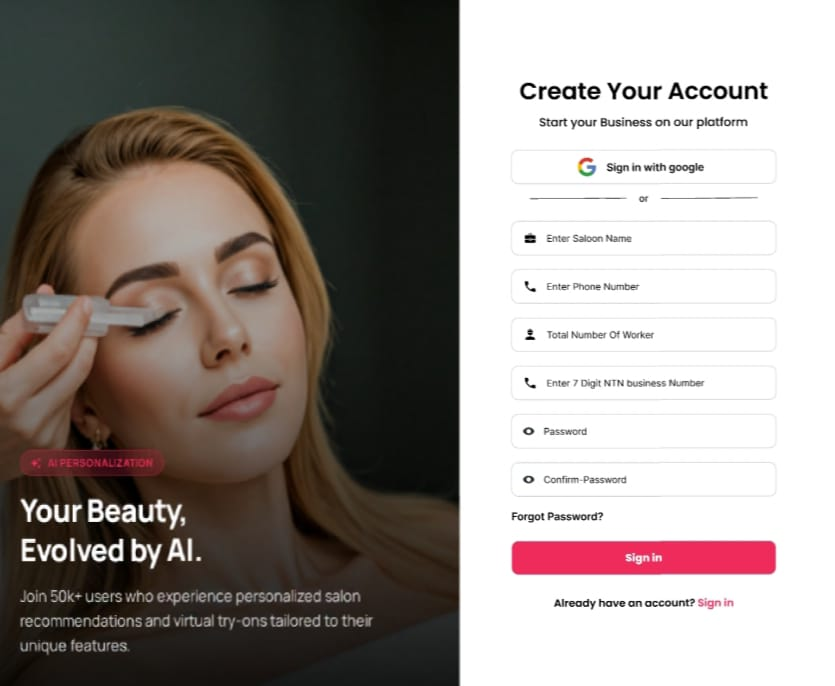 AI PERSONALIZATION
Your Beauty,
Evolved by AI.
Join 50k+ users who experience personalized salon
recommendations and virtual try-ons tailored to their
unique features.
Create Your Account
Start your Business on our platform
Sign in with google
or
Enter Saloon Name
Enter Phone Number
Total Number Of Worker
Enter 7 Digit NTN business Number
Password
Confirm-Password
Forgot Password?
Sign in
Already have an account? Sign in